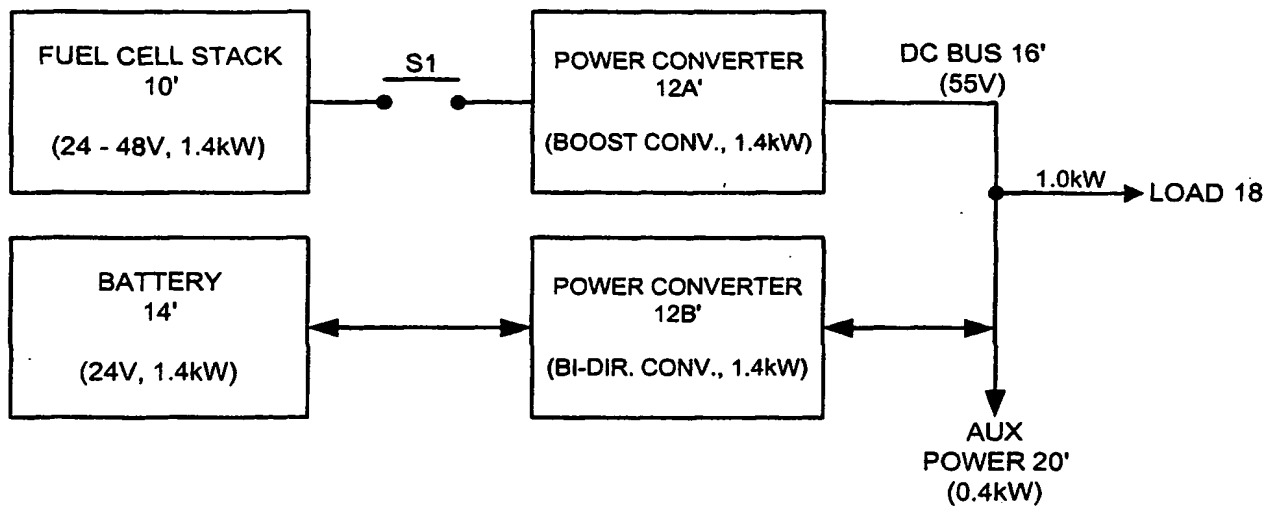 FUEL CELL STACK
10'
(24 - 48V, 1.4kW)
S1
POWER CONVERTER
12A'
(BOOST CONV., 1.4kW)
DC BUS 16'
(55V)
1.0kW
LOAD 18
BATTERY
14'
(24V, 1.4kW)
POWER CONVERTER
12B'
(BI-DIR. CONV., 1.4kW)
AUX
POWER 20'
(0.4kW)